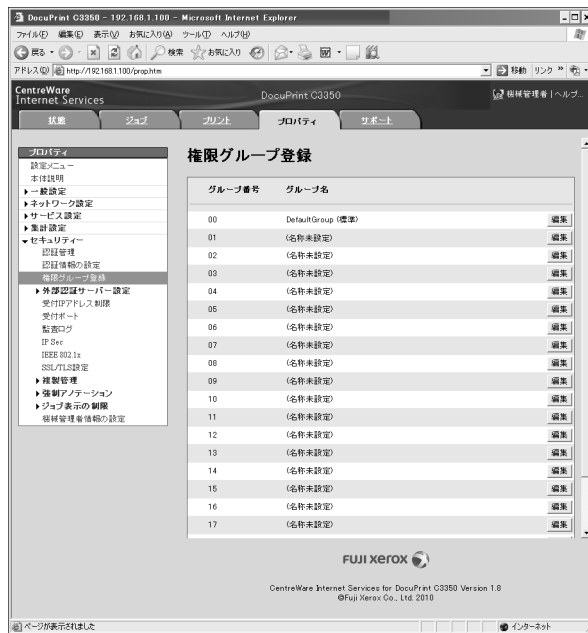 DocuPrint C3350 - 192.168.1.100 - Microsoft Internet Explorer
ファイル(F) 編集(E) 表示(V) お気に入り(A) ツール(T) ヘルプ(H)
戻る 検索 お気に入り
アドレス(D) http://192.168.1.100/prop.htm 移動 リンク »
CentreWare
Internet Services
DocuPrint C3350
機械管理者 | ヘルプ...
状態 ジョブ プリント プロパティ サポート
プロパティ
設定メニュー
本体説明
一般設定
ネットワーク設定
サービス設定
集計設定
セキュリティー
認証管理
認証情報の設定
権限グループ登録
外部認証サーバー設定
受付IPアドレス制限
受付ポート
監査ログ
IP Sec
IEEE 802.1x
SSL/TLS設定
複製管理
強制アノテーション
ジョブ表示の制限
機械管理者情報の設定
権限グループ登録
グループ番号 グループ名
00 DefaultGroup (標準) 編集
01 (名称未設定) 編集
02 (名称未設定) 編集
03 (名称未設定) 編集
04 (名称未設定) 編集
05 (名称未設定) 編集
06 (名称未設定) 編集
07 (名称未設定) 編集
08 (名称未設定) 編集
09 (名称未設定) 編集
10 (名称未設定) 編集
11 (名称未設定) 編集
12 (名称未設定) 編集
13 (名称未設定) 編集
14 (名称未設定) 編集
15 (名称未設定) 編集
16 (名称未設定) 編集
17 (名称未設定) 編集
FUJI XEROX
CentreWare Internet Services for DocuPrint C3350 Version 1.8
©Fuji Xerox Co., Ltd. 2010
ページが表示されました インターネット